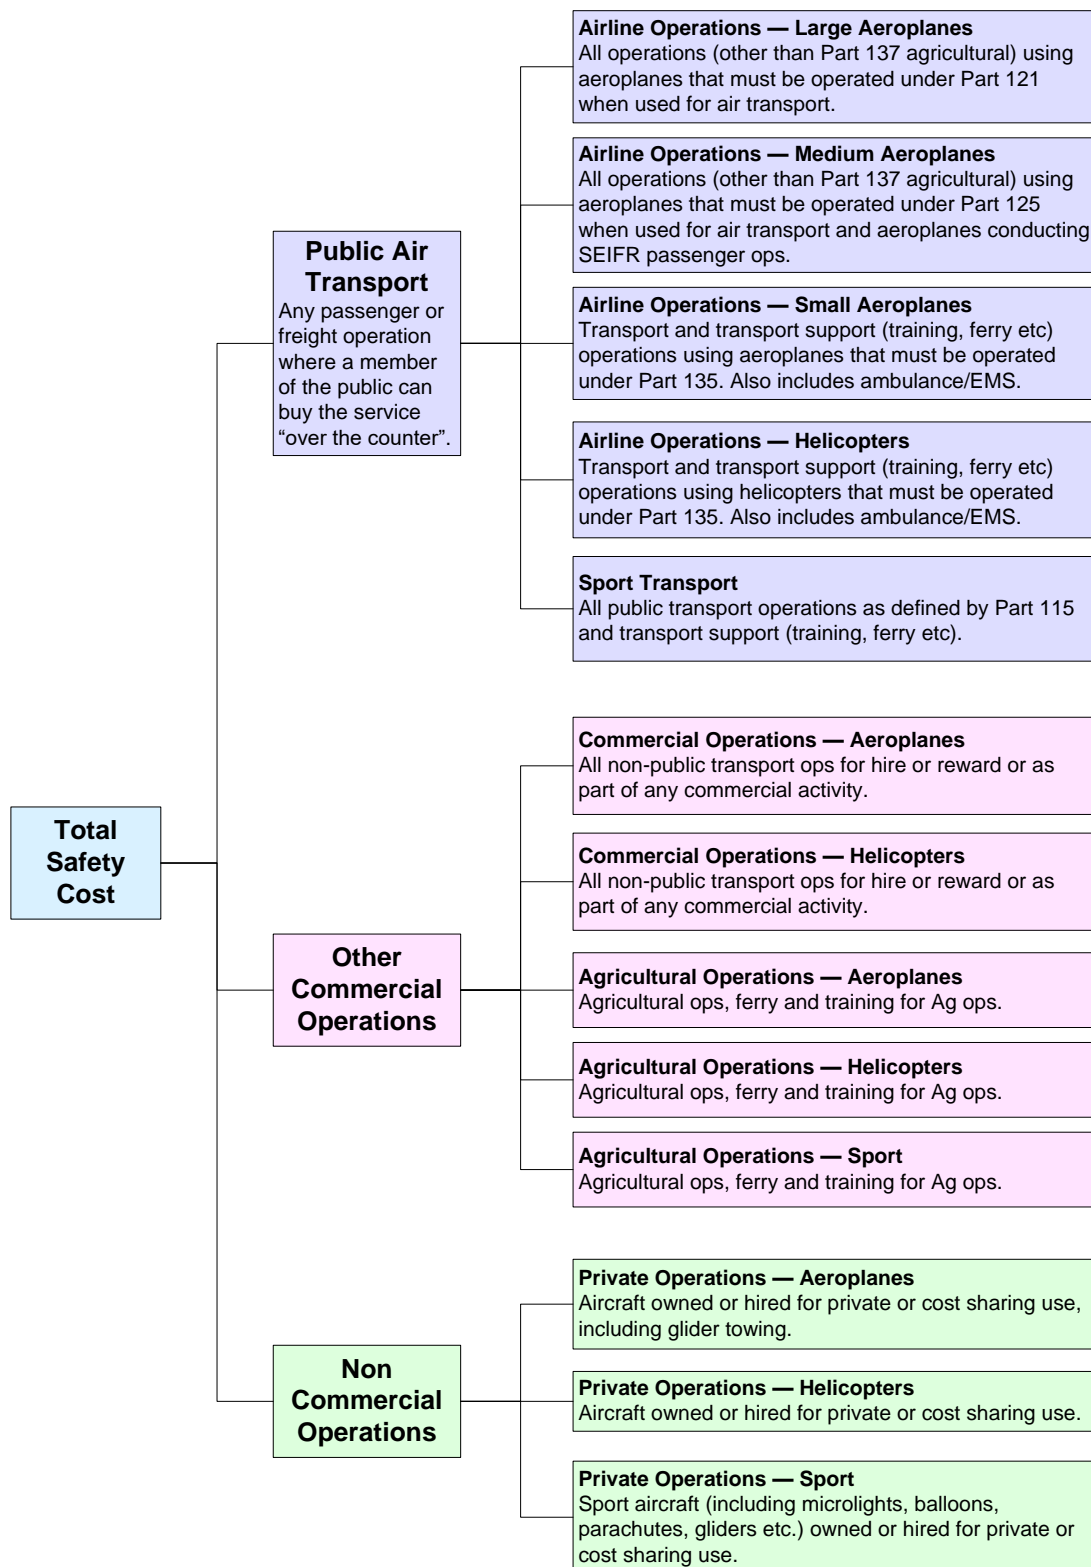 Total
Safety
Cost
Public Air
Transport
Any passenger or
freight operation
where a member
of the public can
buy the service
“over the counter”.
Airline Operations — Large Aeroplanes
All operations (other than Part 137 agricultural) using
aeroplanes that must be operated under Part 121
when used for air transport.
Airline Operations — Medium Aeroplanes
All operations (other than Part 137 agricultural) using
aeroplanes that must be operated under Part 125
when used for air transport and aeroplanes conducting
SEIFR passenger ops.
Airline Operations — Small Aeroplanes
Transport and transport support (training, ferry etc)
operations using aeroplanes that must be operated
under Part 135. Also includes ambulance/EMS.
Airline Operations — Helicopters
Transport and transport support (training, ferry etc)
operations using helicopters that must be operated
under Part 135. Also includes ambulance/EMS.
Sport Transport
All public transport operations as defined by Part 115
and transport support (training, ferry etc).
Other
Commercial
Operations
Commercial Operations — Aeroplanes
All non-public transport ops for hire or reward or as
part of any commercial activity.
Commercial Operations — Helicopters
All non-public transport ops for hire or reward or as
part of any commercial activity.
Agricultural Operations — Aeroplanes
Agricultural ops, ferry and training for Ag ops.
Agricultural Operations — Helicopters
Agricultural ops, ferry and training for Ag ops.
Agricultural Operations — Sport
Agricultural ops, ferry and training for Ag ops.
Non
Commercial
Operations
Private Operations — Aeroplanes
Aircraft owned or hired for private or cost sharing use,
including glider towing.
Private Operations — Helicopters
Aircraft owned or hired for private or cost sharing use.
Private Operations — Sport
Sport aircraft (including microlights, balloons,
parachutes, gliders etc.) owned or hired for private or
cost sharing use.